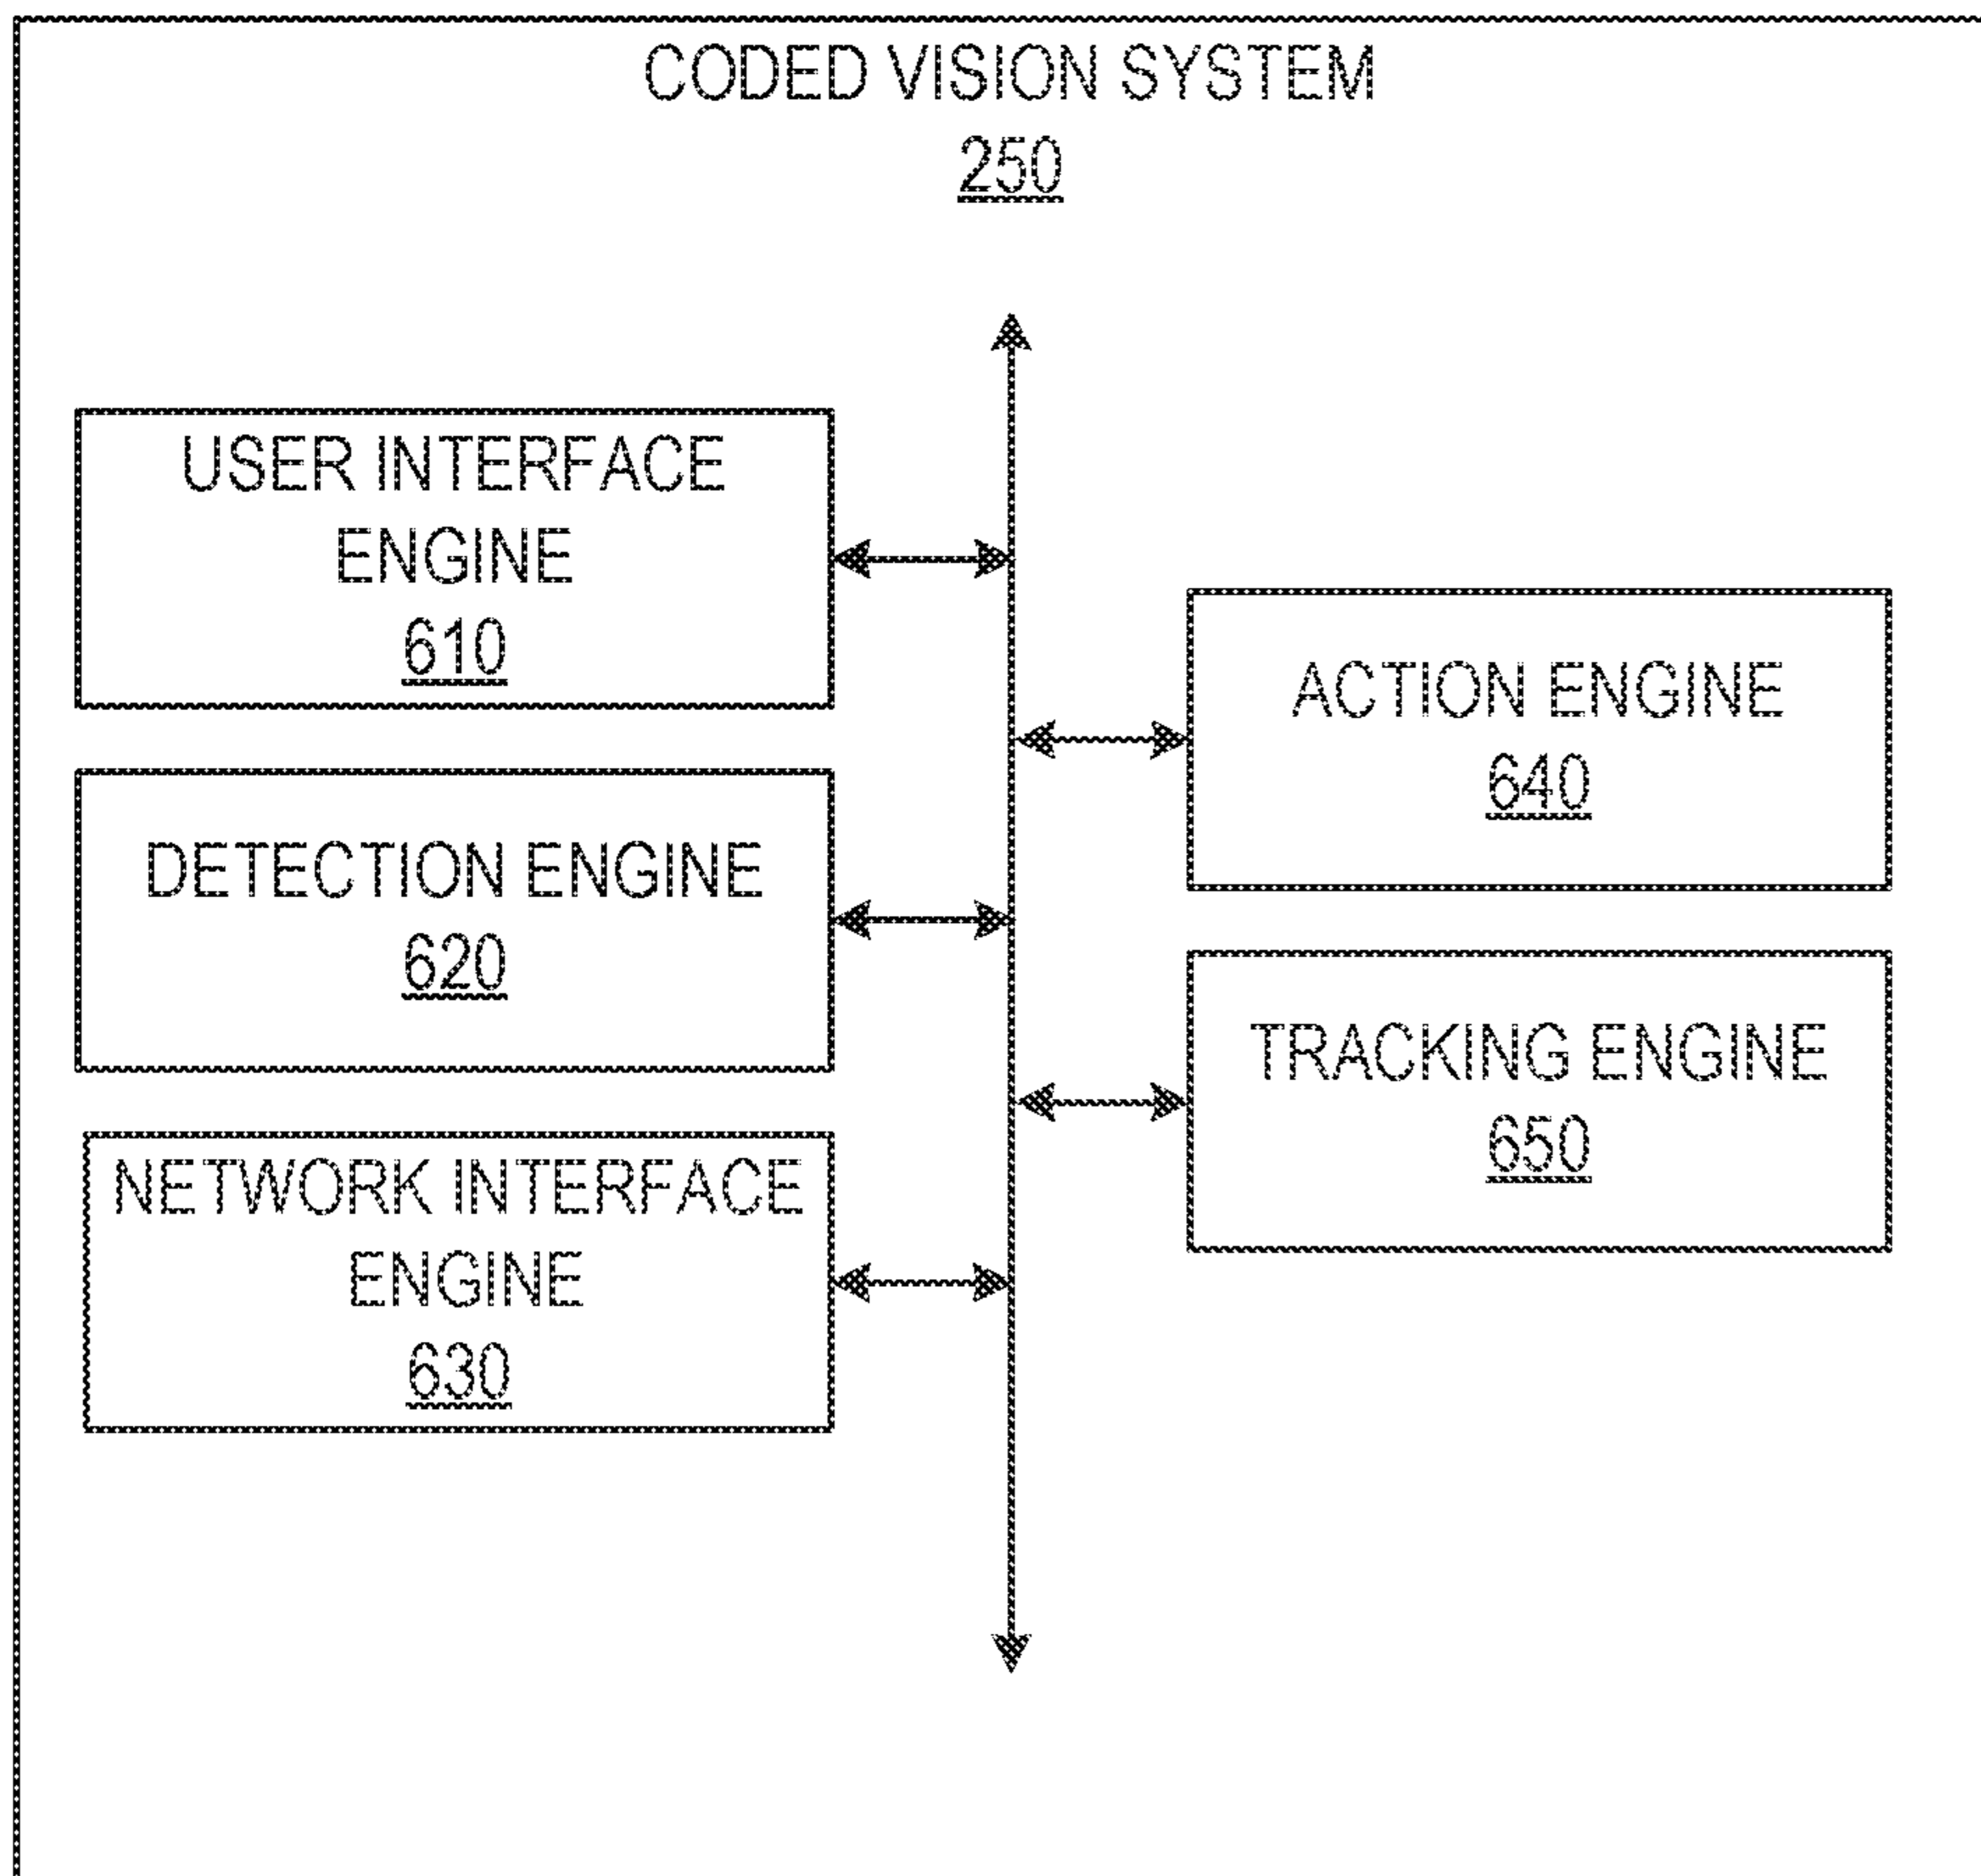 CODED VISION SYSTEM
250
USER INTERFACE
ENGINE
610
DETECTION ENGINE
620
NETWORK INTERFACE
ENGINE
630
ACTION ENGINE
640
TRACKING ENGINE
650